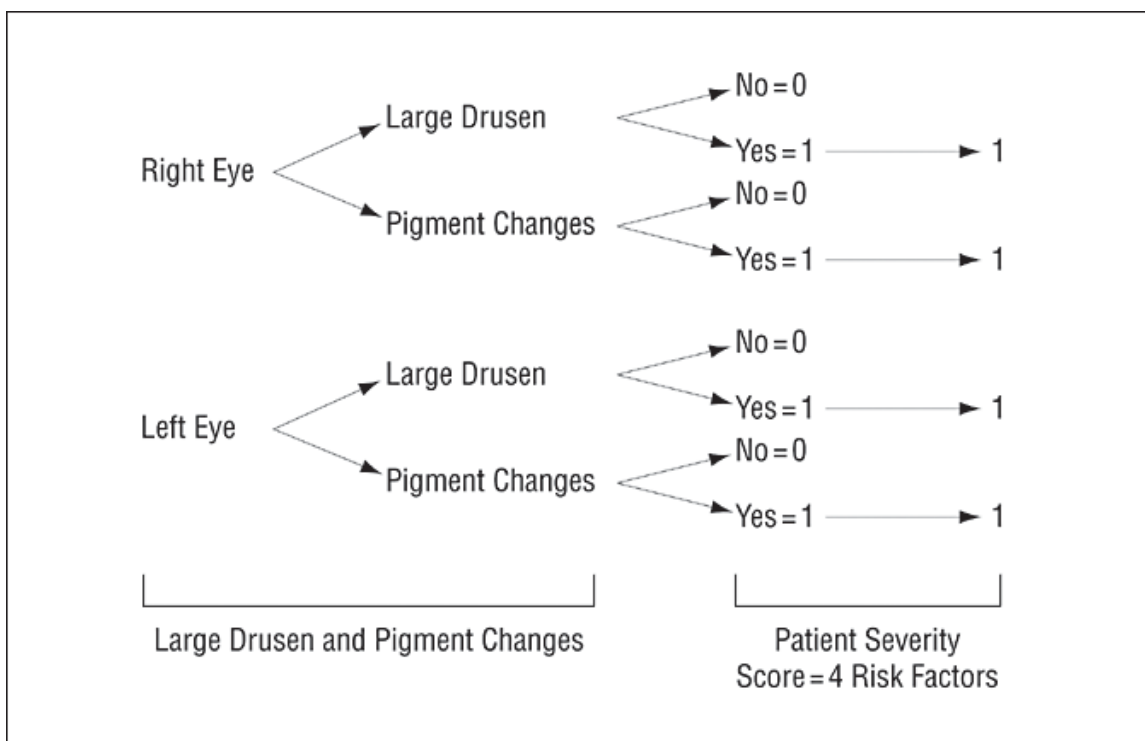 No = 0
Large Drusen
Yes = 1 1
Right Eye
No = 0
Pigment Changes
Yes = 1 1
No = 0
Large Drusen
Yes = 1 1
Left Eye
No = 0
Pigment Changes
Yes = 1 1
Large Drusen and Pigment Changes
Patient Severity
Score = 4 Risk Factors